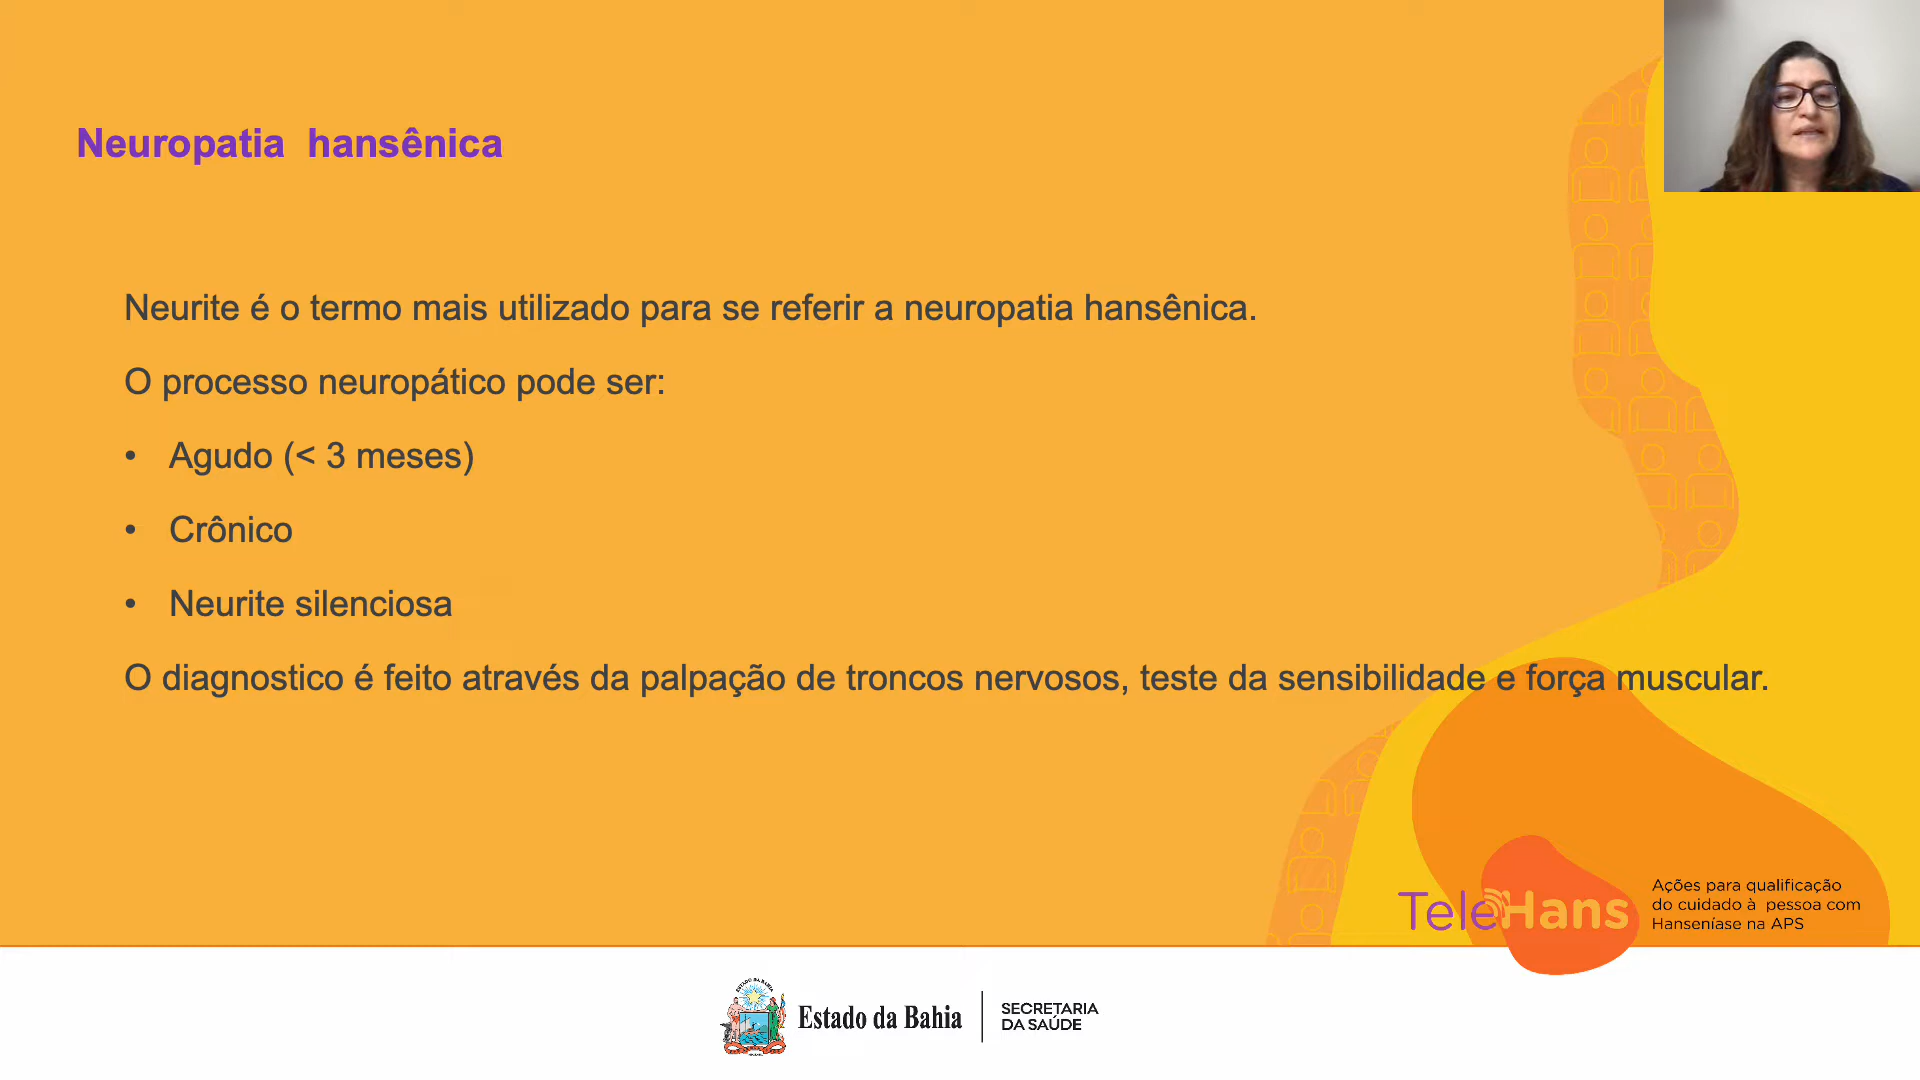 Neuropatia hansênica
Neurite é o termo mais utilizado para se referir a neuropatia hansênica.
O processo neuropático pode ser:
• Agudo (< 3 meses)
• Crônico
• Neurite silenciosa
O diagnostico é feito através da palpação de troncos nervosos, teste da sensibilidade e força muscular.
TeleHans
Ações para qualificação
do cuidado à pessoa com
Hanseníase na APS
Estado da Bahia
SECRETARIA
DA SAÚDE